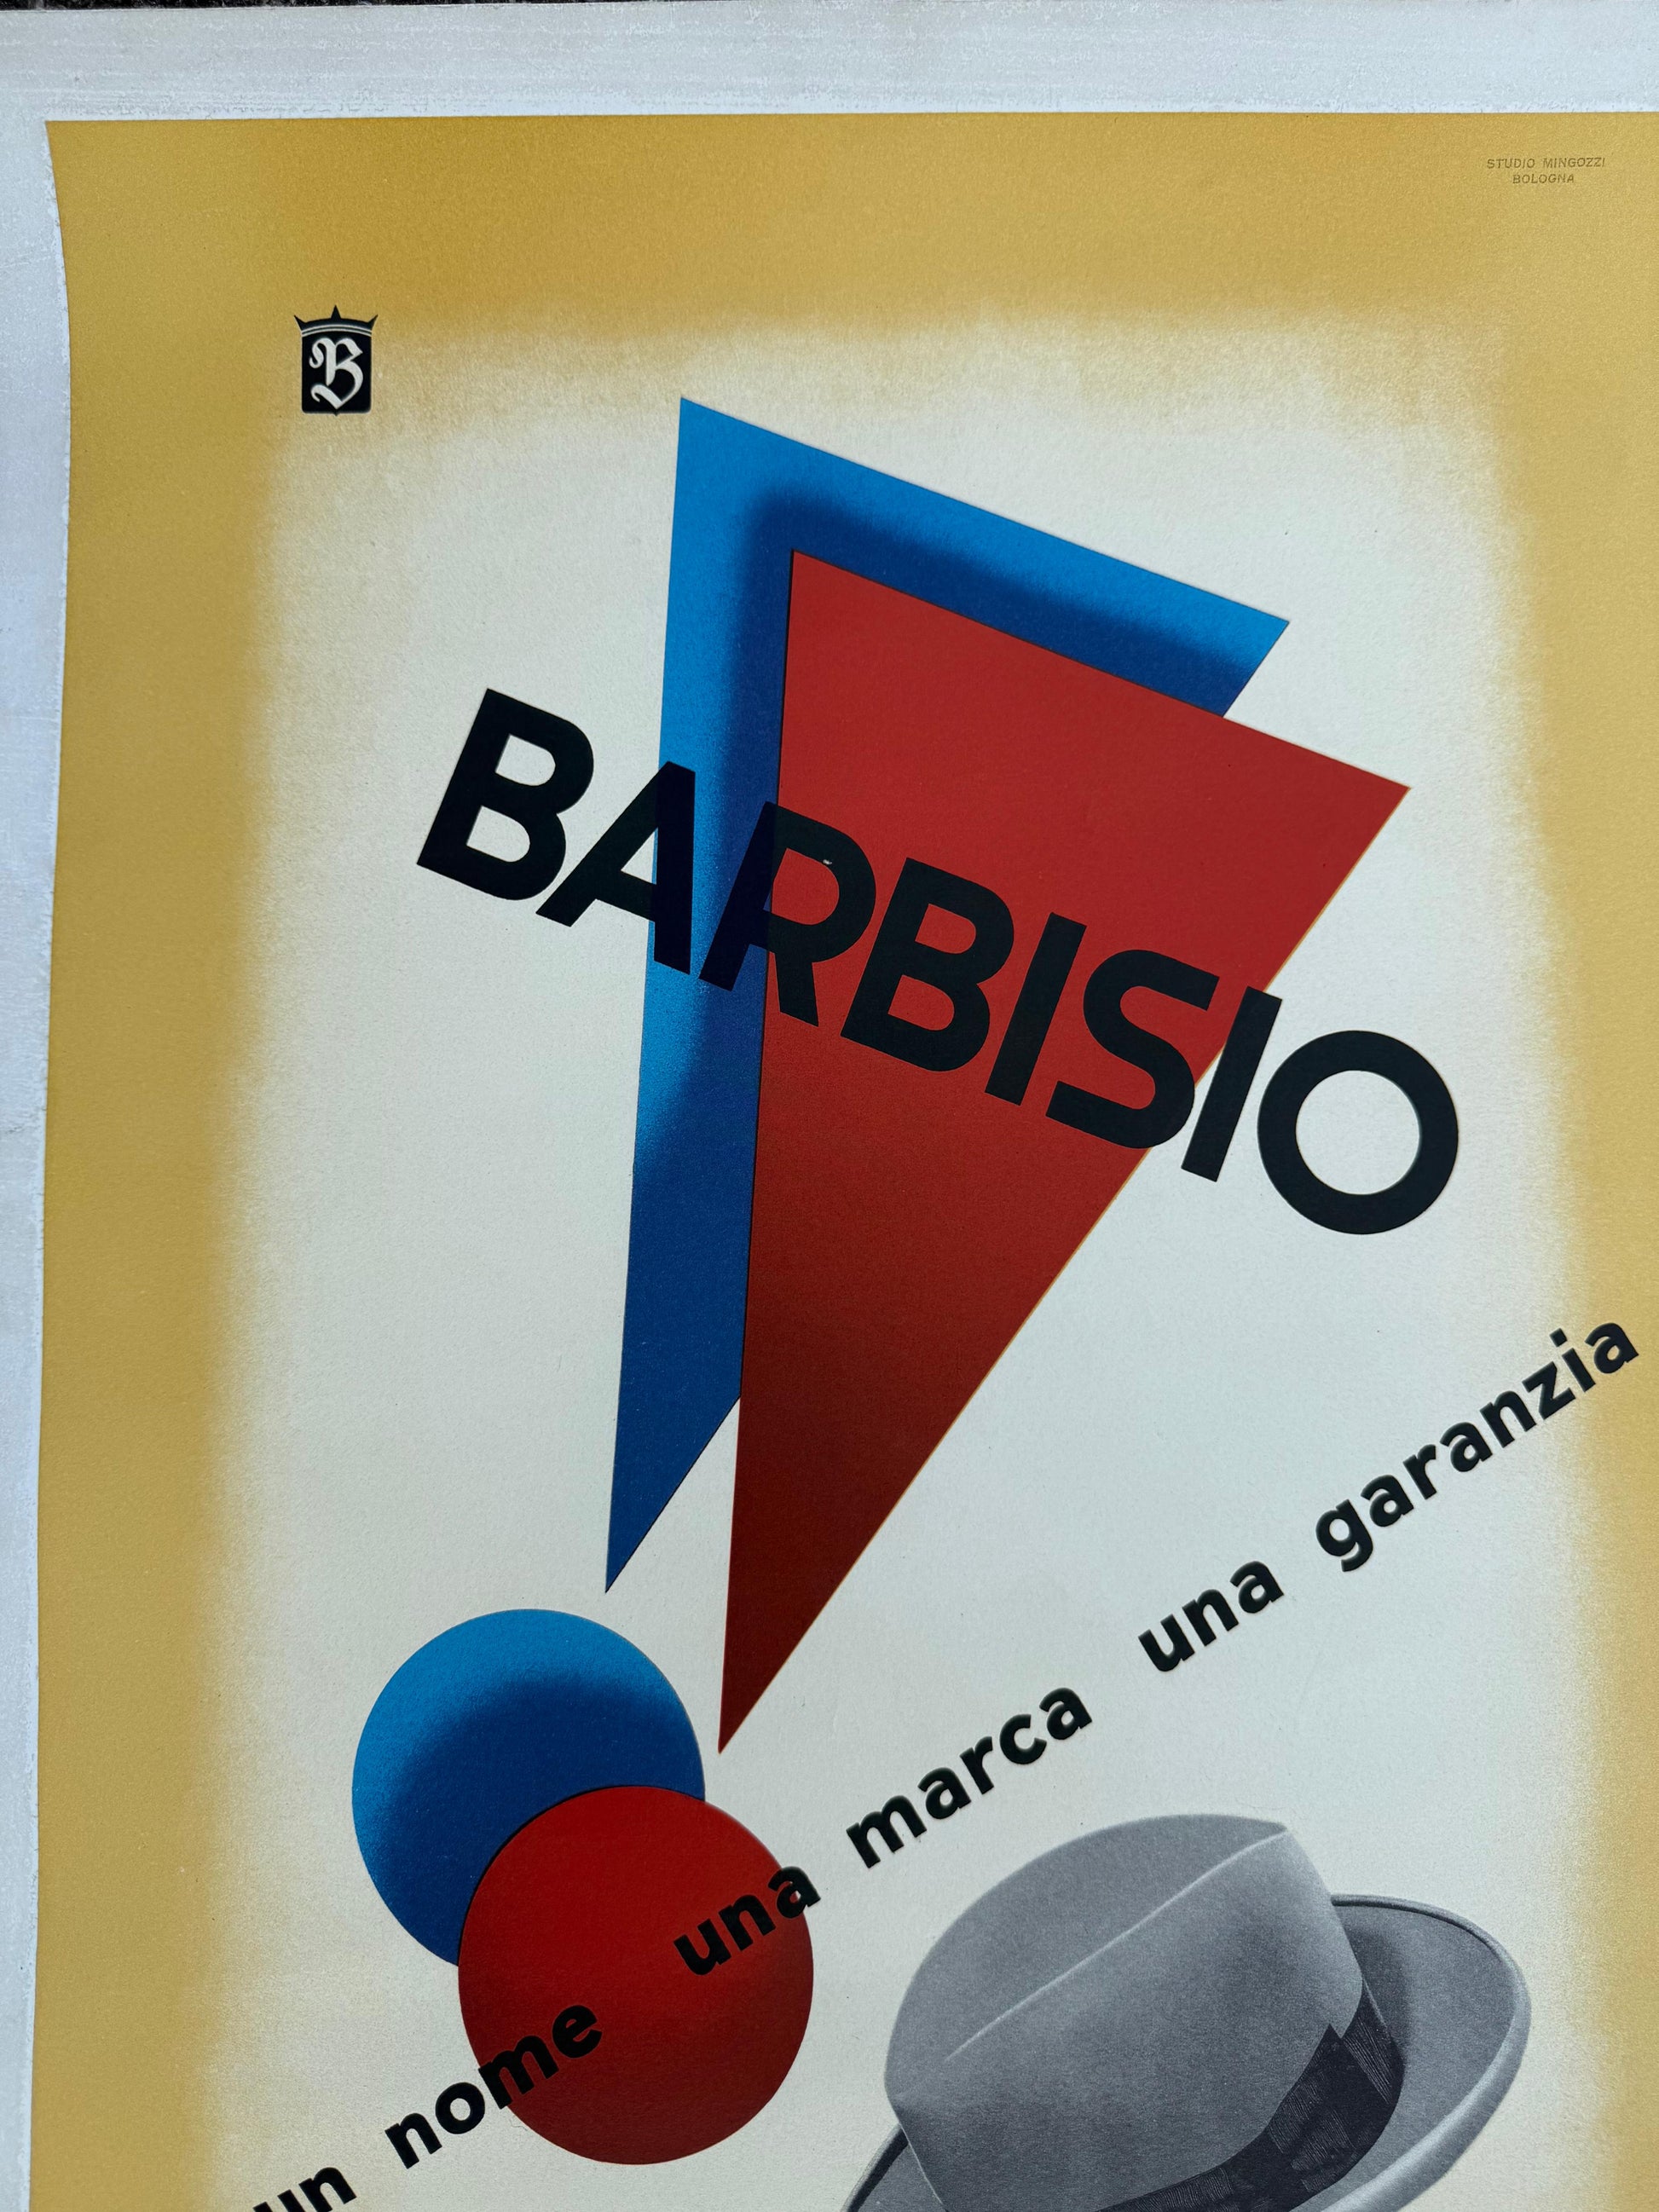 STUDIO MINGOZZI
BOLOGNA
B
BARBISIO
un nome una marca una garanzia